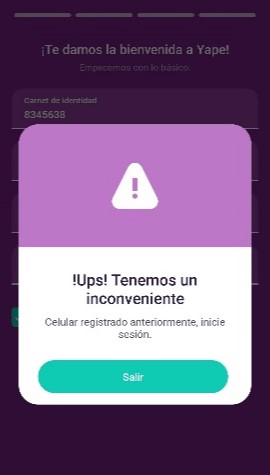 ¡Te damos la bienvenida a Yape!
Empecemos con lo básico.
Carnet de identidad
8345638
!Ups! Tenemos un
inconveniente
Celular registrado anteriormente, inicie
sesión.
Salir